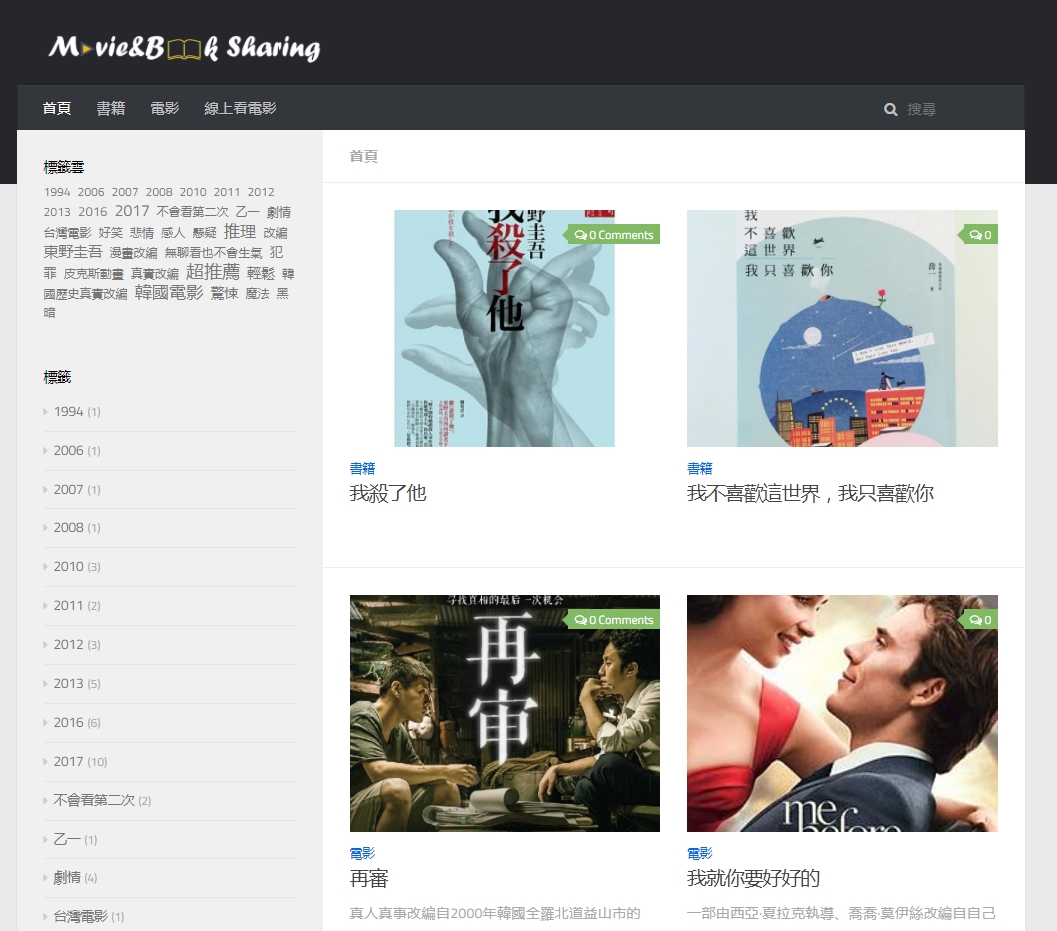 Movie&Book Sharing
首頁 書籍 電影 線上看電影
搜尋
標籤雲
1994 2006 2007 2008 2010 2011 2012
2013 2016 2017 不會看第二次 乙一 劇情
台灣電影 好笑 悲情 感人 懸疑 推理 改編
東野圭吾 漫畫改編 無聊看也不會生氣 犯
罪 皮克斯動畫 真實改編 超推薦 輕鬆 韓
國歷史真實改編 韓國電影 驚悚 魔法 黑
暗
標籤
1994 (1)
2006 (1)
2007 (1)
2008 (1)
2010 (3)
2011 (2)
2012 (3)
2013 (5)
2016 (6)
2017 (10)
不會看第二次 (2)
乙一 (1)
劇情 (4)
台灣電影 (1)
首頁
我殺了他
野圭吾
0 Comments
書籍
我殺了他
我
不喜歡
這世界
我只喜歡你
喬一
0
書籍
我不喜歡這世界，我只喜歡你
寻找真相的最后一次机会
再审
0 Comments
電影
再審
真人真事改編自2000年韓國全羅北道益山市的
0
me
before
電影
我就你要好好的
一部由西亞·夏拉克執導、喬喬·莫伊絲改編自自己